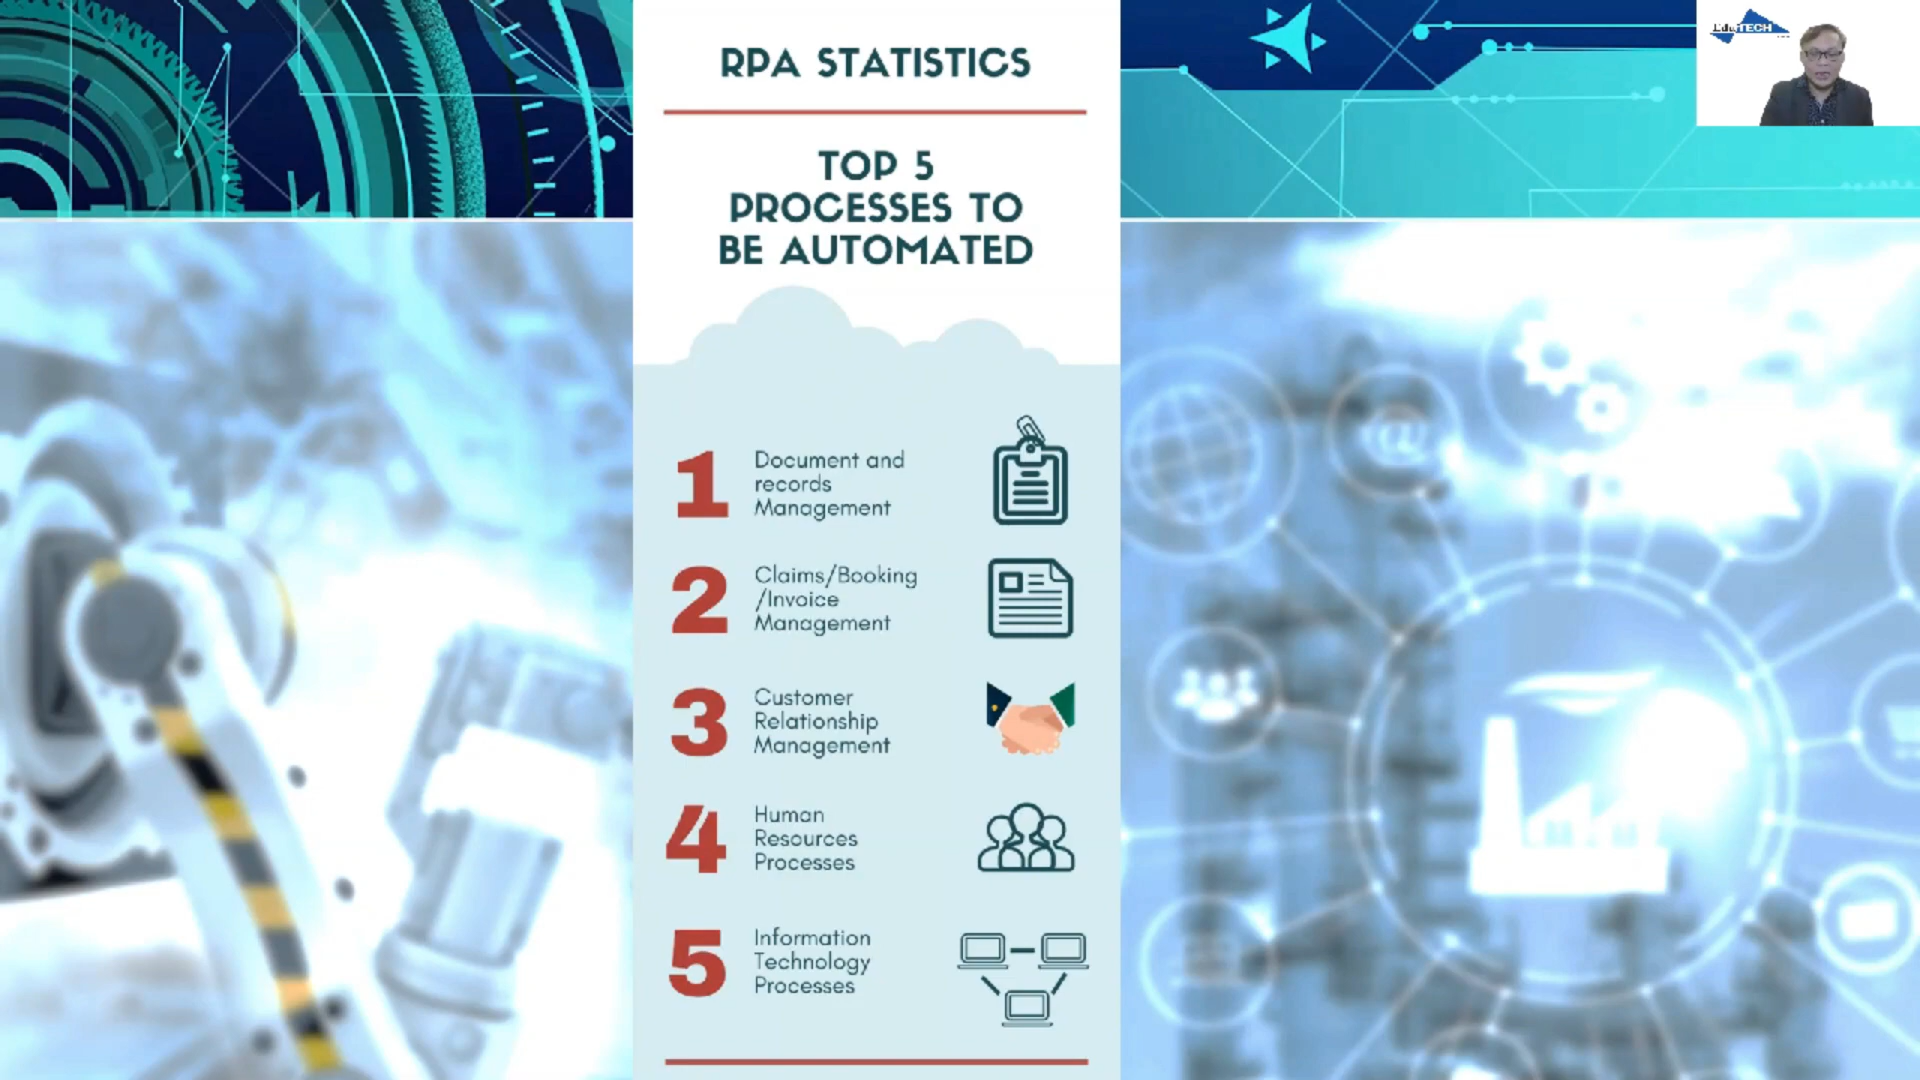 RPA STATISTICS
TOP 5
PROCESSES TO
BE AUTOMATED
1
Document and
records
Management
2
Claims/Booking
/Invoice
Management
3
Customer
Relationship
Management
4
Human
Resources
Processes
5
Information
Technology
Processes
EduTECH
@